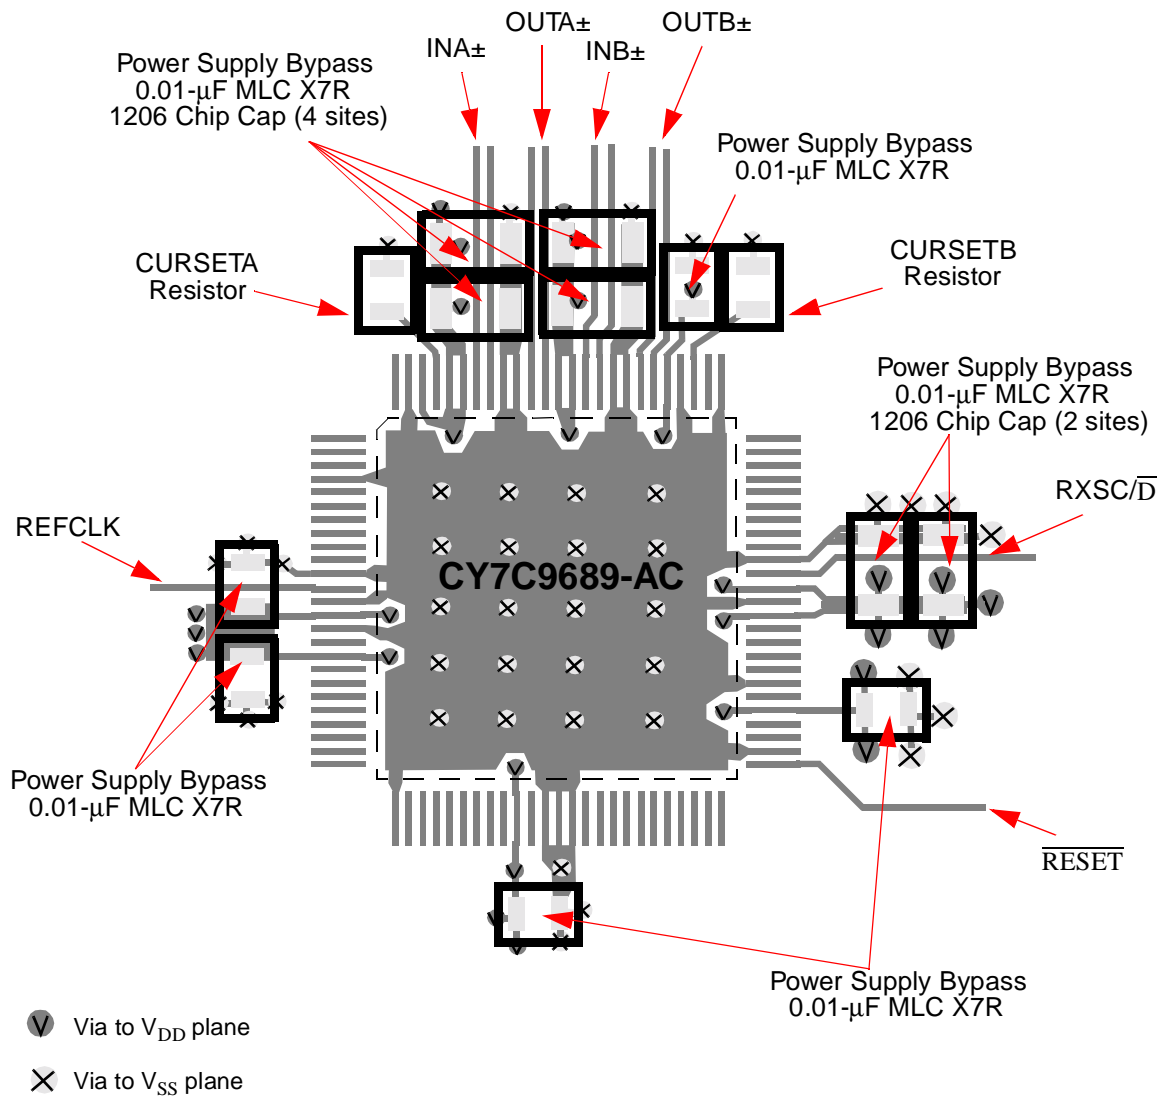 OUTA±
OUTB±
INA±
INB±
Power Supply Bypass
0.01-µF MLC X7R
1206 Chip Cap (4 sites)
Power Supply Bypass
0.01-µF MLC X7R
CURSETA
Resistor
CURSETB
Resistor
Power Supply Bypass
0.01-µF MLC X7R
1206 Chip Cap (2 sites)
RXSC/D̅
REFCLK
CY7C9689-AC
Power Supply Bypass
0.01-µF MLC X7R
R̅E̅S̅E̅T̅
Power Supply Bypass
0.01-µF MLC X7R
V Via to VDD plane
X Via to VSS plane